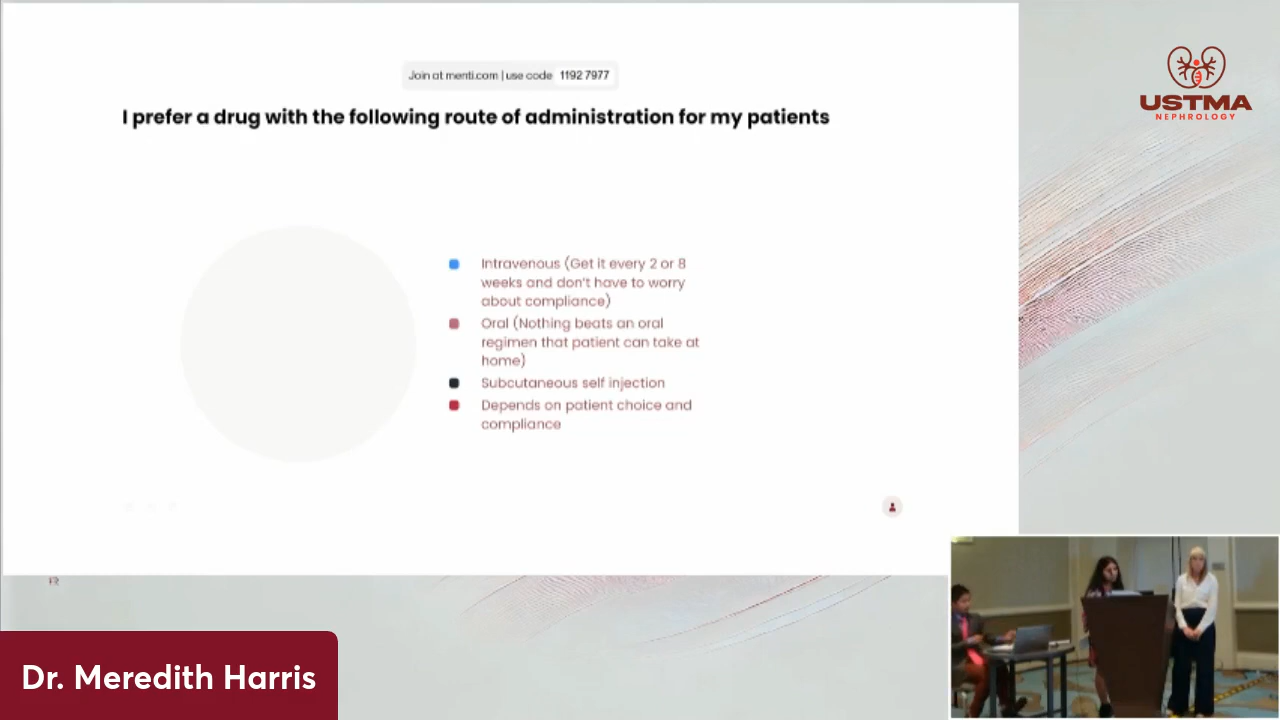 Join at menti.com | use code 1192 7977
I prefer a drug with the following route of administration for my patients
USTMA
NEPHROLOGY
Intravenous (Get it every 2 or 8
weeks and don't have to worry
about compliance)
Oral (Nothing beats an oral
regimen that patient can take at
home)
Subcutaneous self injection
Depends on patient choice and
compliance
Dr. Meredith Harris